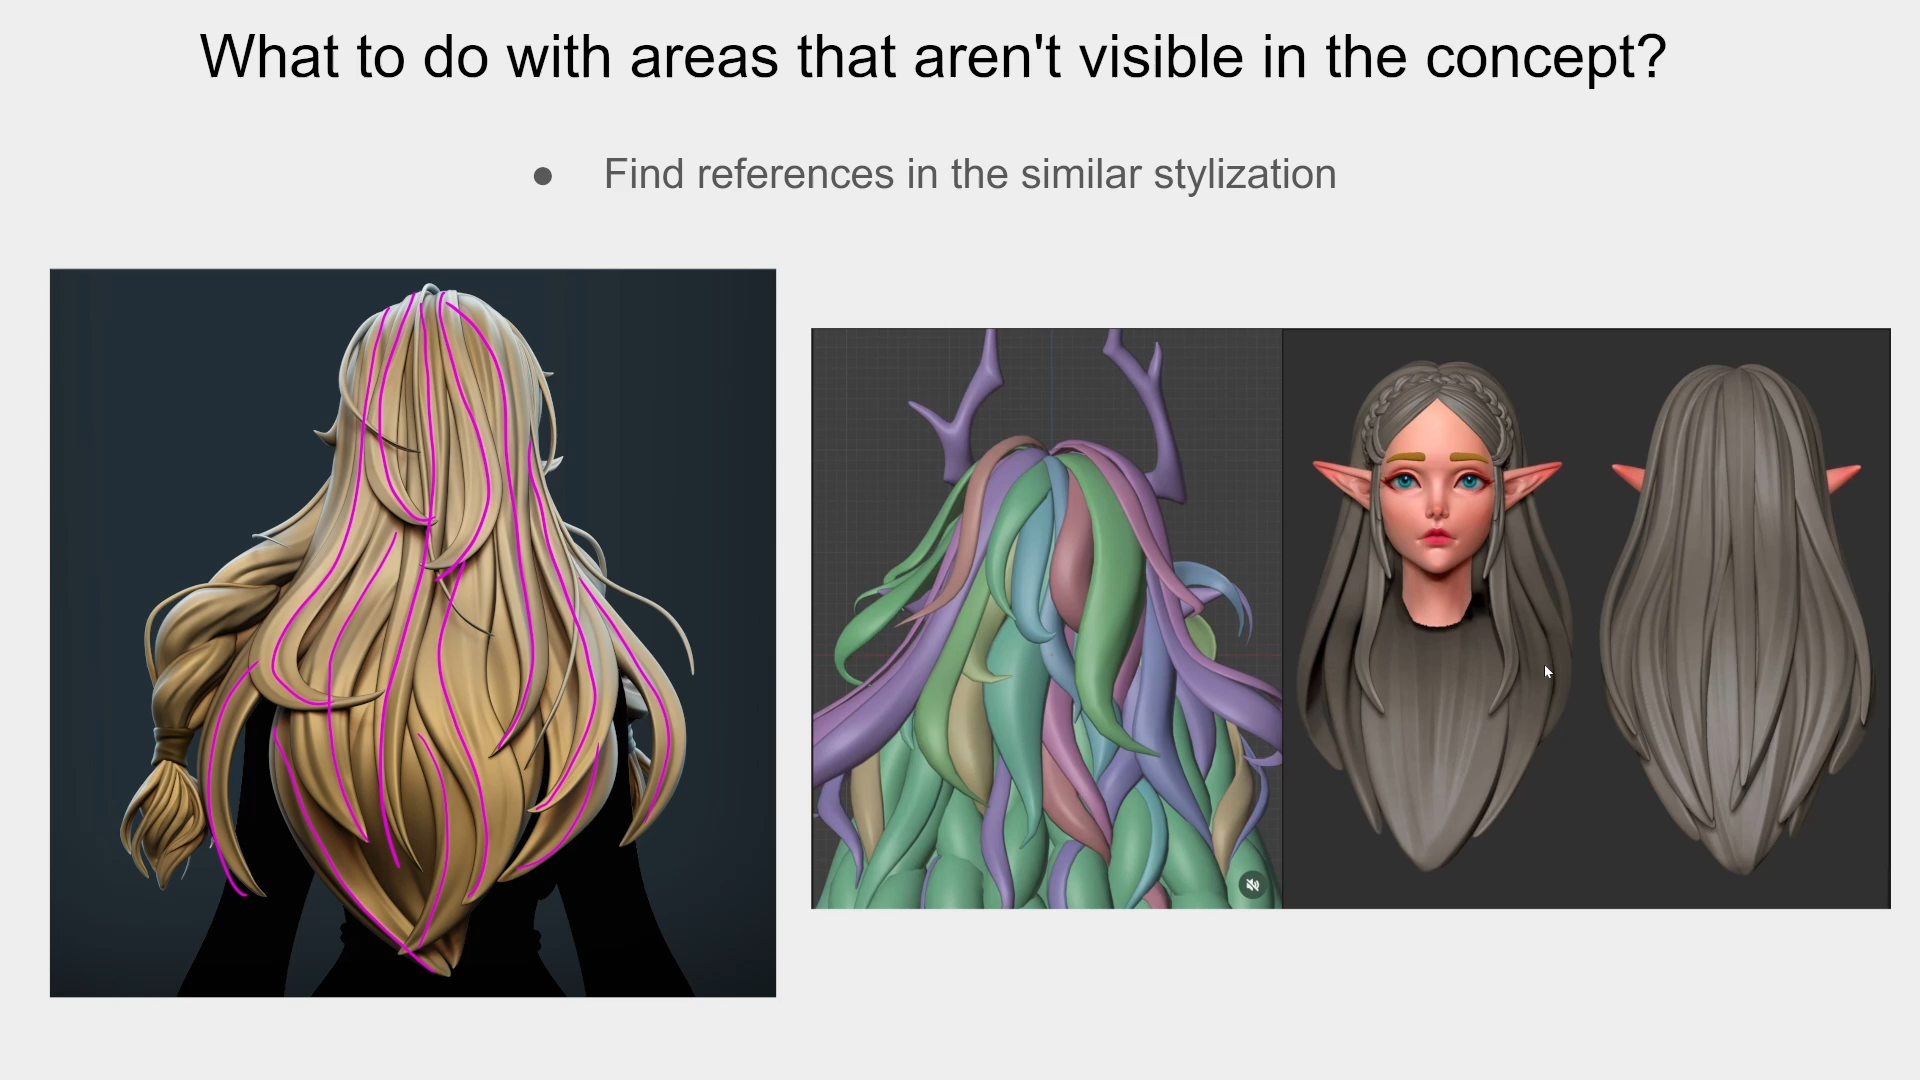 What to do with areas that aren't visible in the concept?
● Find references in the similar stylization